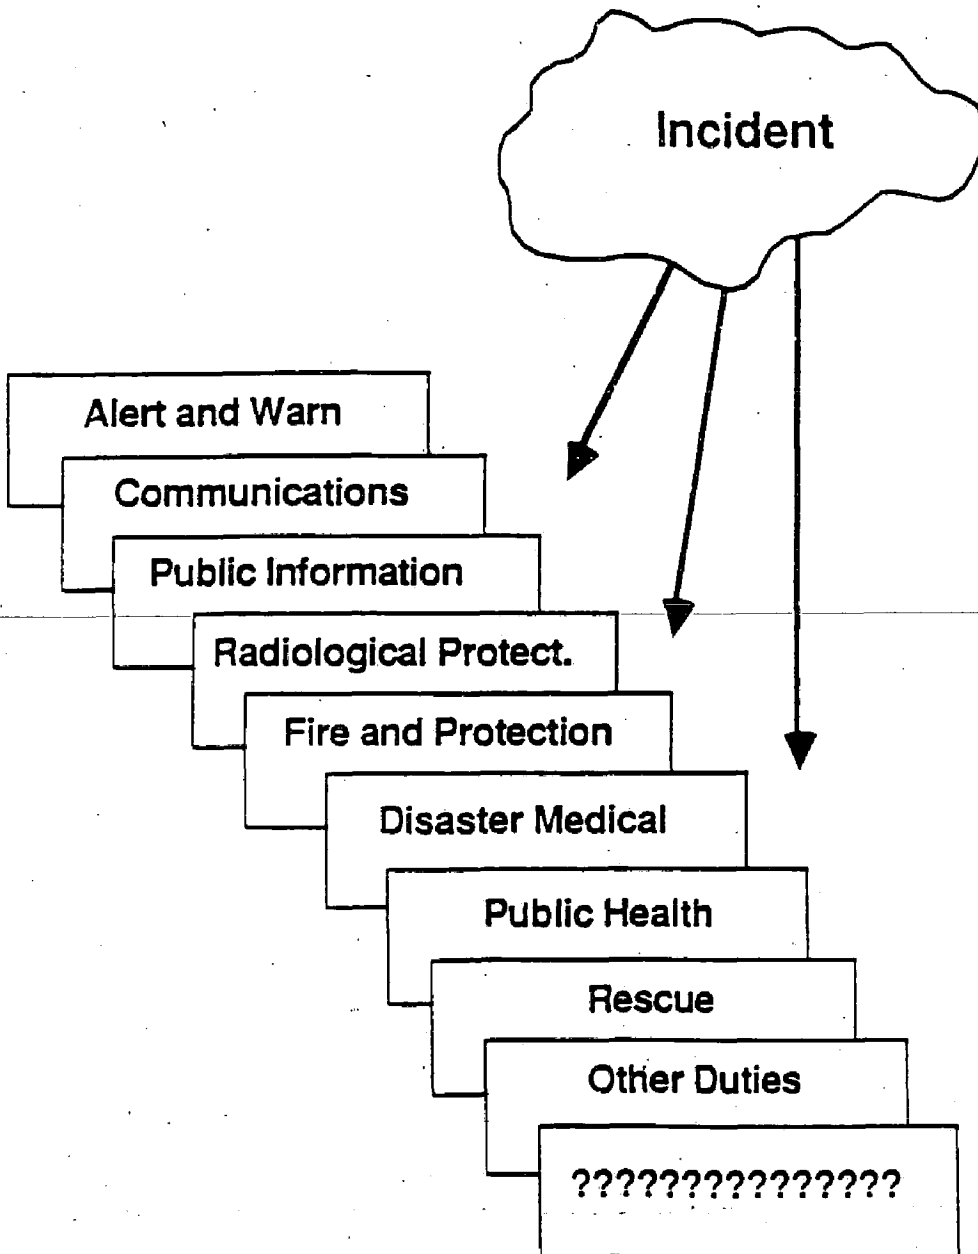 Incident
Alert and Warn
Communications
Public Information
Radiological Protect.
Fire and Protection
Disaster Medical
Public Health
Rescue
Other Duties
???????????????